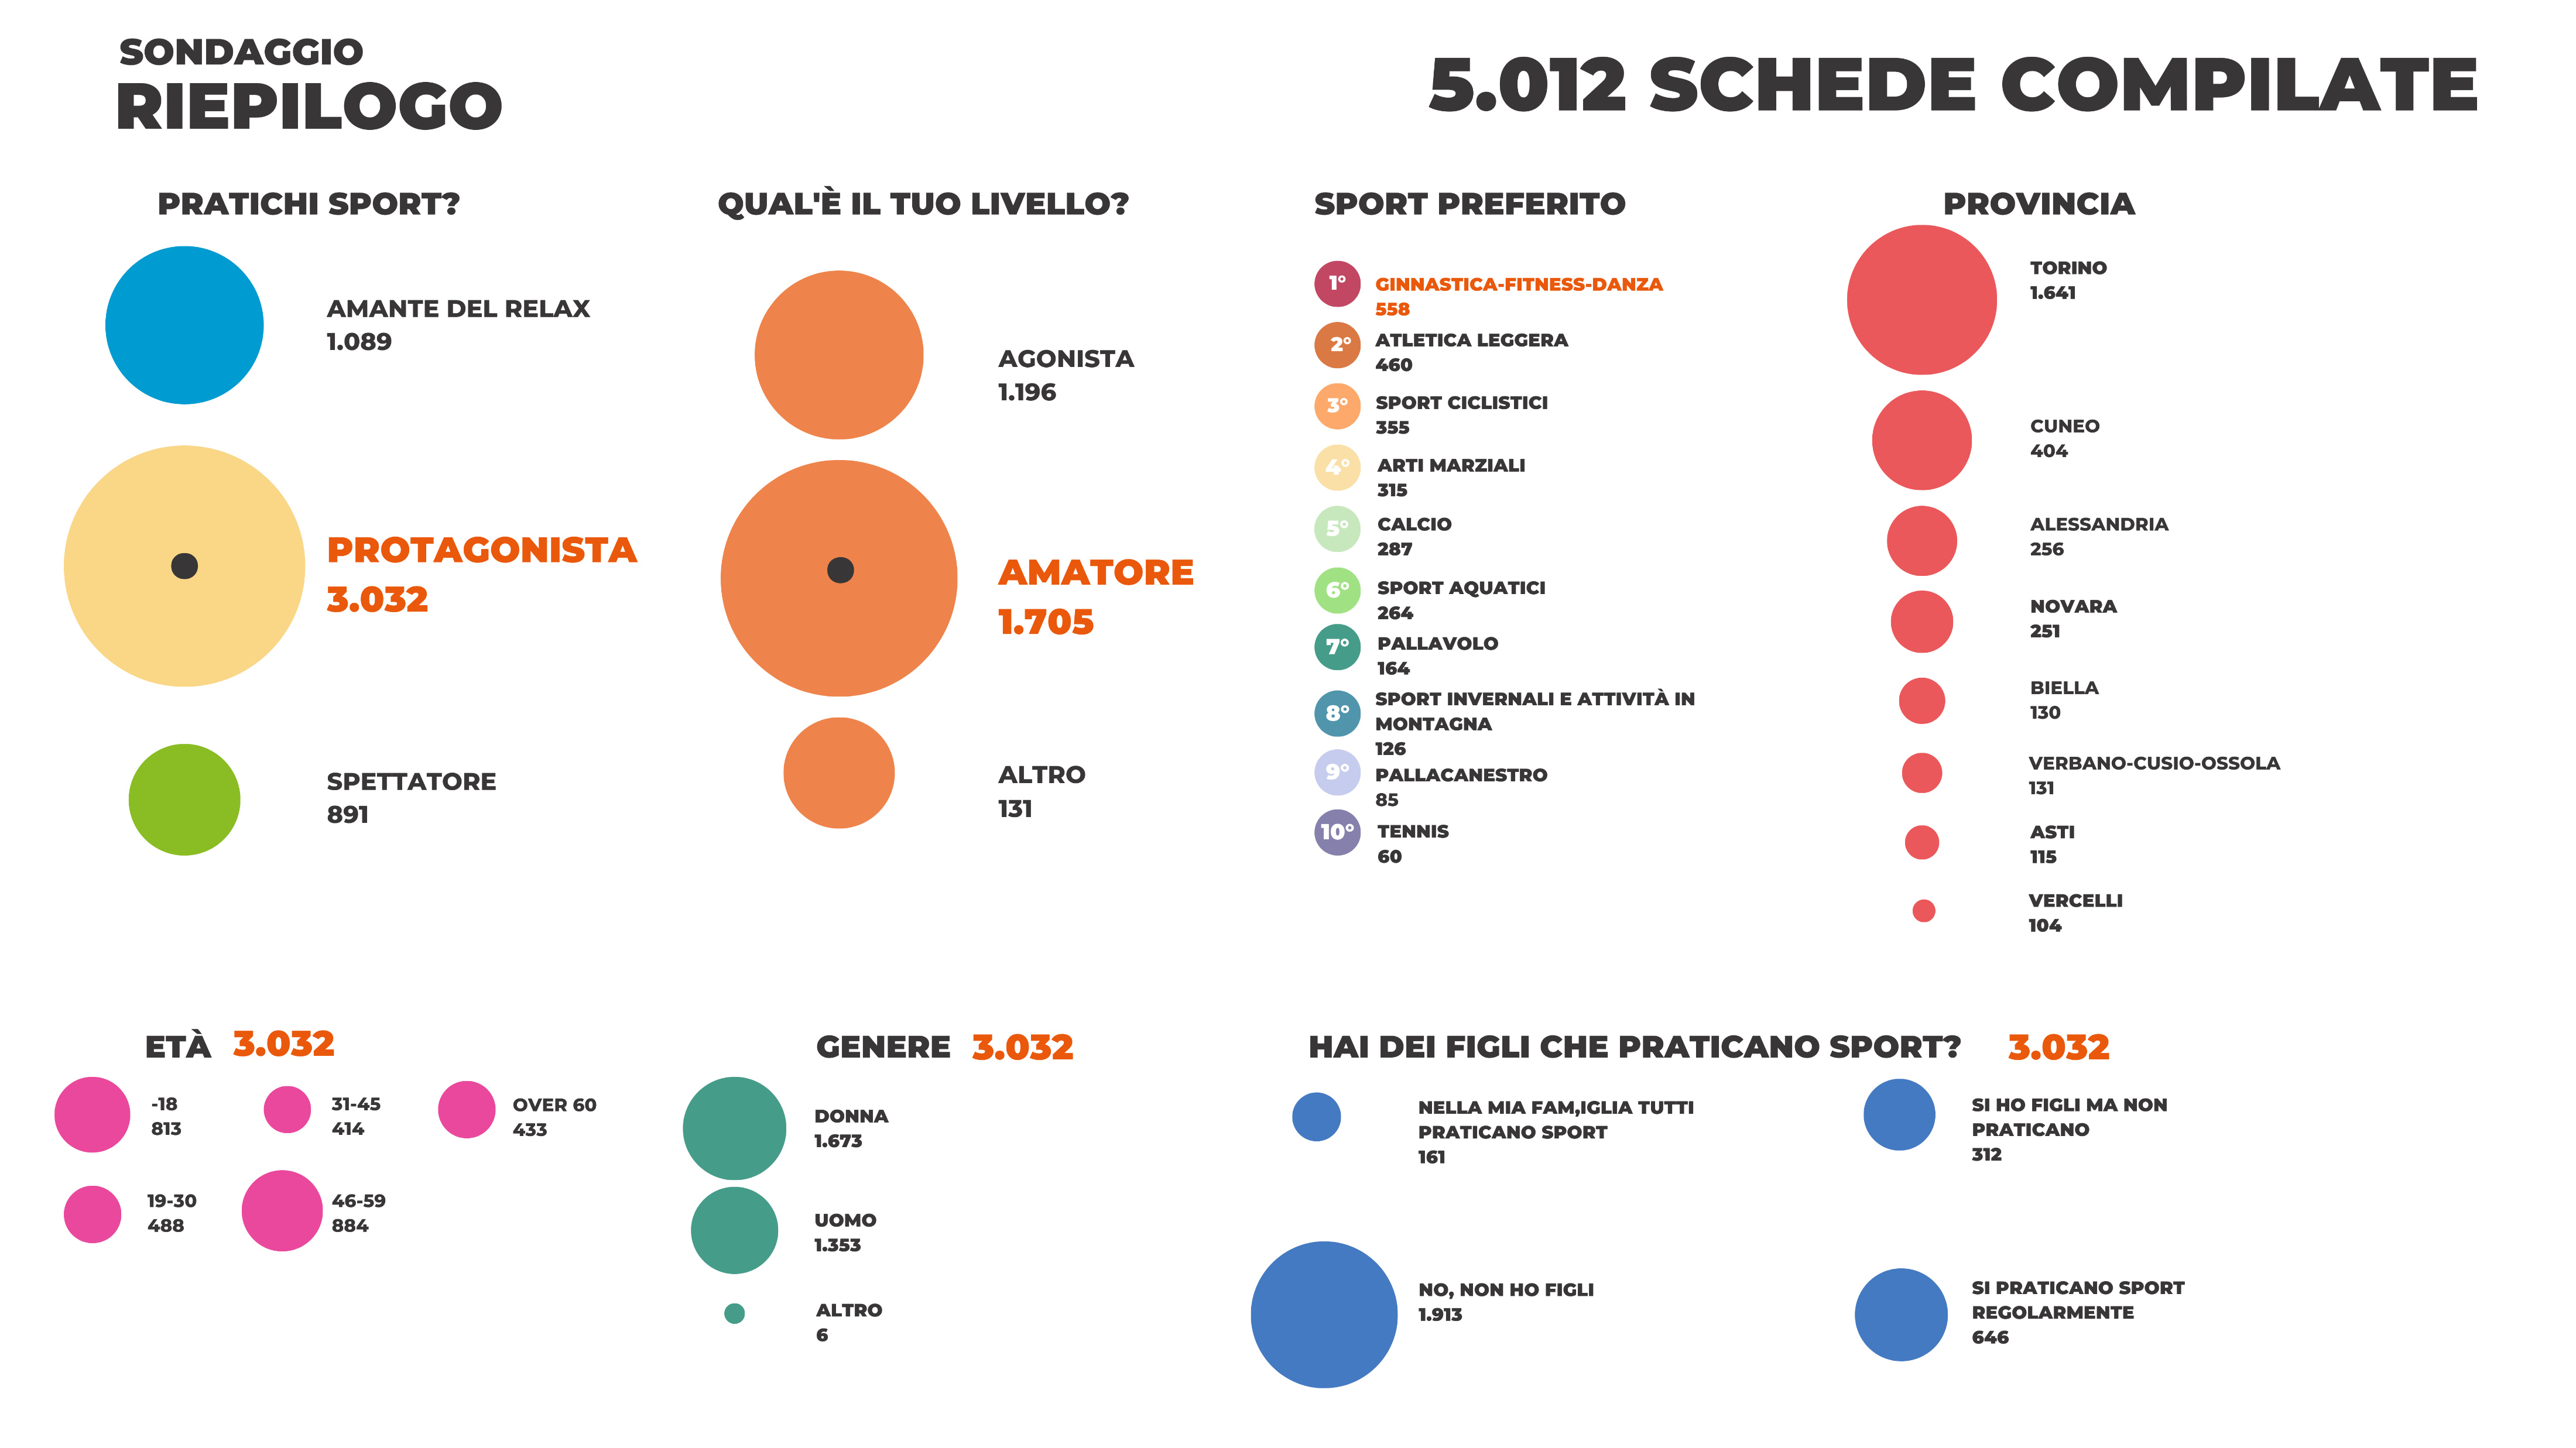 SONDAGGIO
RIEPILOGO
5.012 SCHEDE COMPILATE
PRATICHI SPORT?
AMANTE DEL RELAX
1.089
PROTAGONISTA
3.032
SPETTATORE
891
QUAL'È IL TUO LIVELLO?
AGONISTA
1.196
AMATORE
1.705
ALTRO
131
SPORT PREFERITO
1°
GINNASTICA-FITNESS-DANZA
558
2°
ATLETICA LEGGERA
460
3°
SPORT CICLISTICI
355
4°
ARTI MARZIALI
315
5°
CALCIO
287
6°
SPORT AQUATICI
264
7°
PALLAVOLO
164
8°
SPORT INVERNALI E ATTIVITÀ IN
MONTAGNA
126
9°
PALLACANESTRO
85
10°
TENNIS
60
PROVINCIA
TORINO
1.641
CUNEO
404
ALESSANDRIA
256
NOVARA
251
BIELLA
130
VERBANO-CUSIO-OSSOLA
131
ASTI
115
VERCELLI
104
ETÀ 3.032
-18
813
31-45
414
OVER 60
433
19-30
488
46-59
884
GENERE 3.032
DONNA
1.673
UOMO
1.353
ALTRO
6
HAI DEI FIGLI CHE PRATICANO SPORT? 3.032
NELLA MIA FAM,IGLIA TUTTI
PRATICANO SPORT
161
SI HO FIGLI MA NON
PRATICANO
312
NO, NON HO FIGLI
1.913
SI PRATICANO SPORT
REGOLARMENTE
646